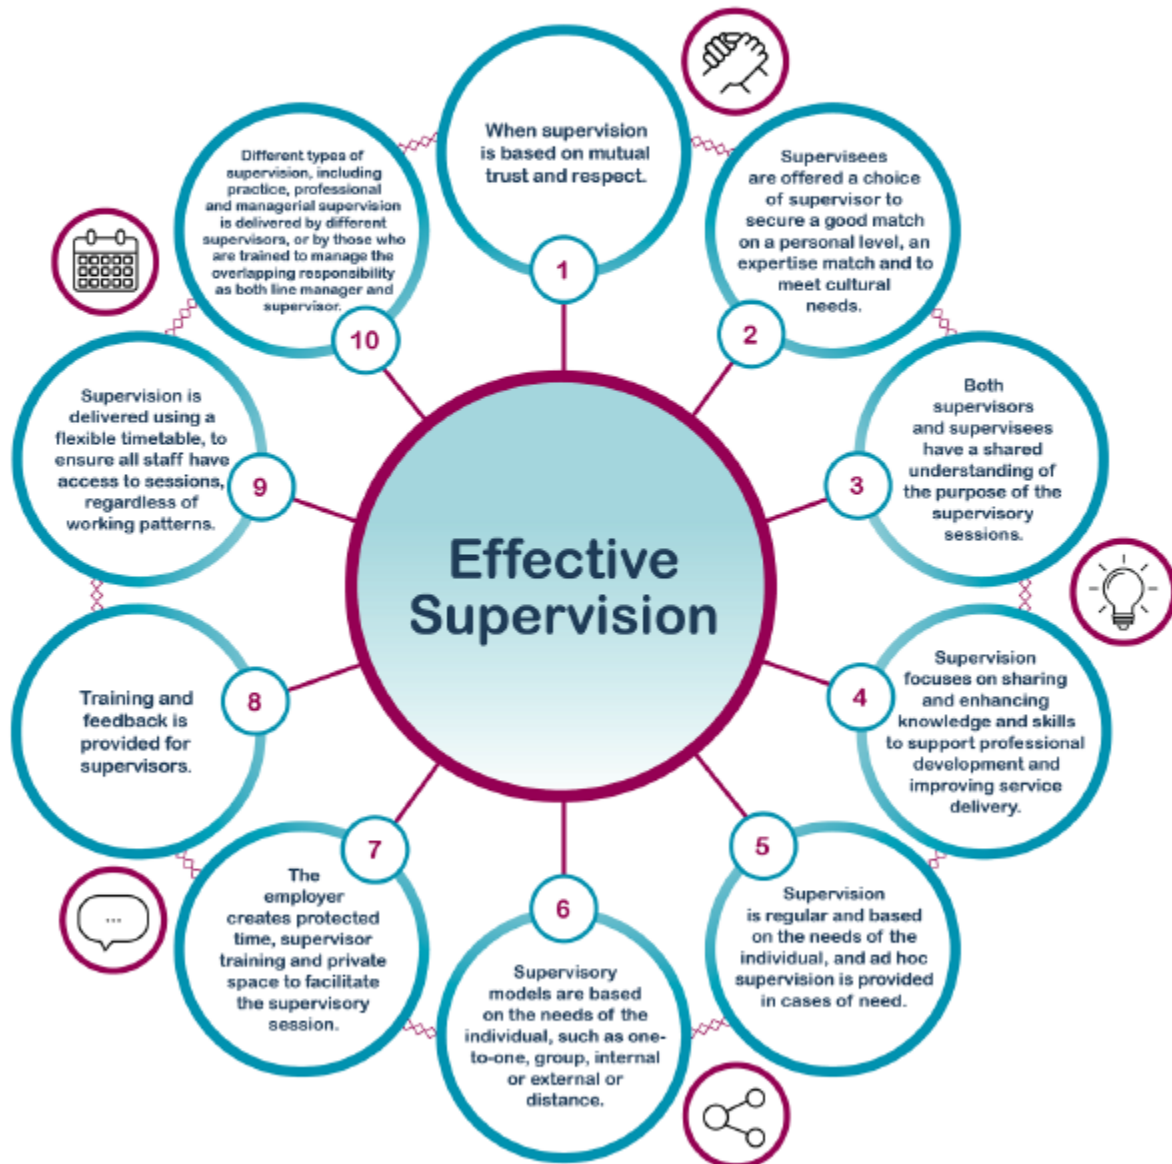 Effective
Supervision
1
When supervision
is based on mutual
trust and respect.
2
Supervisees
are offered a choice
of supervisor to
secure a good match
on a personal level, an
expertise match and to
meet cultural
needs.
3
Both
supervisors
and supervisees
have a shared
understanding of
the purpose of the
supervisory
sessions.
4
Supervision
focuses on sharing
and enhancing
knowledge and skills
to support professional
development and
improving service
delivery.
5
Supervision
is regular and based
on the needs of the
individual, and ad hoc
supervision is provided
in cases of need.
6
Supervisory
models are based
on the needs of the
individual, such as one-
to-one, group, internal
or external or
distance.
7
The
employer
creates protected
time, supervisor
training and private
space to facilitate
the supervisory
session.
8
Training and
feedback is
provided for
supervisors.
9
Supervision is
delivered using a
flexible timetable, to
ensure all staff have
access to sessions,
regardless of
working patterns.
10
Different types of
supervision, including
practice, professional
and managerial supervision
is delivered by different
supervisors, or by those who
are trained to manage the
overlapping responsibility
as both line manager and
supervisor.